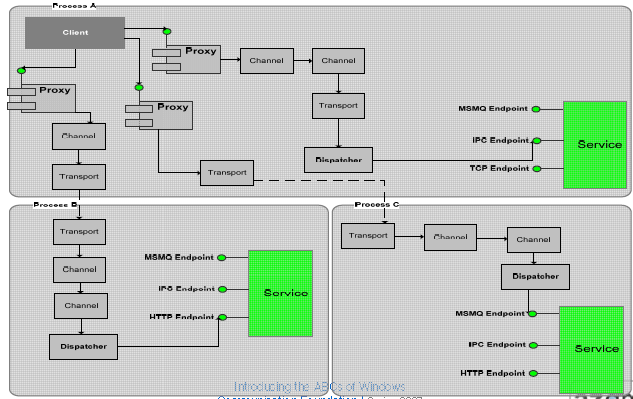 Process A
Client
Proxy
Channel
Channel
Proxy
Proxy
Transport
MSMQ Endpoint
Channel
IPC Endpoint
Service
Dispatcher
Transport
Transport
TCP Endpoint
Process B
Process C
Transport
Transport
Channel
Channel
MSMQ Endpoint
Channel
Dispatcher
IPC Endpoint
Service
Channel
HTTP Endpoint
MSMQ Endpoint
Dispatcher
IPC Endpoint
Service
HTTP Endpoint
Introducing the ABCs of Windows
Communication Foundation |